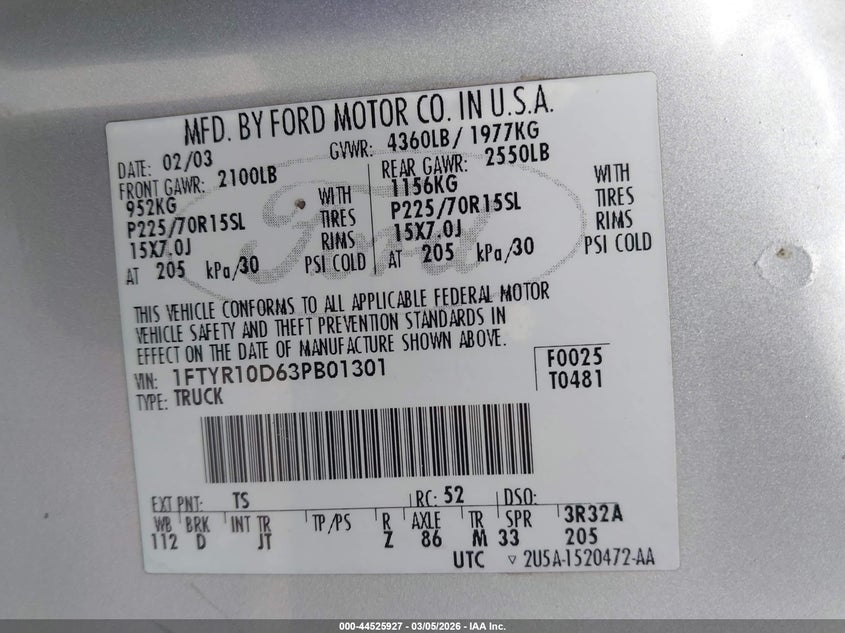 MFD. BY FORD MOTOR CO. IN U.S.A.
DATE: 02/03 GVWR: 4360LB/ 1977KG
FRONT GAWR: 2100LB REAR GAWR: 2550LB
952KG WITH 1156KG WITH
P225/70R15SL TIRES P225/70R15SL TIRES
15X7.0J RIMS 15X7.0J RIMS
AT 205 kPa/30 PSI COLD AT 205 kPa/30 PSI COLD
Ford
THIS VEHICLE CONFORMS TO ALL APPLICABLE FEDERAL MOTOR
VEHICLE SAFETY AND THEFT PREVENTION STANDARDS IN
EFFECT ON THE DATE OF MANUFACTURE SHOWN ABOVE.
VIN: 1FTYR10D63PB01301 F0025
TYPE: TRUCK T0481
EXT PNT: TS RC: 52 DSO:
WB BRK INT TR TP/PS R AXLE TR SPR 3R32A
112 D JT Z 86 M 33 205
UTC ▽ 2U5A-1520472-AA
000-44525927 - 03/05/2026 - IAA Inc.